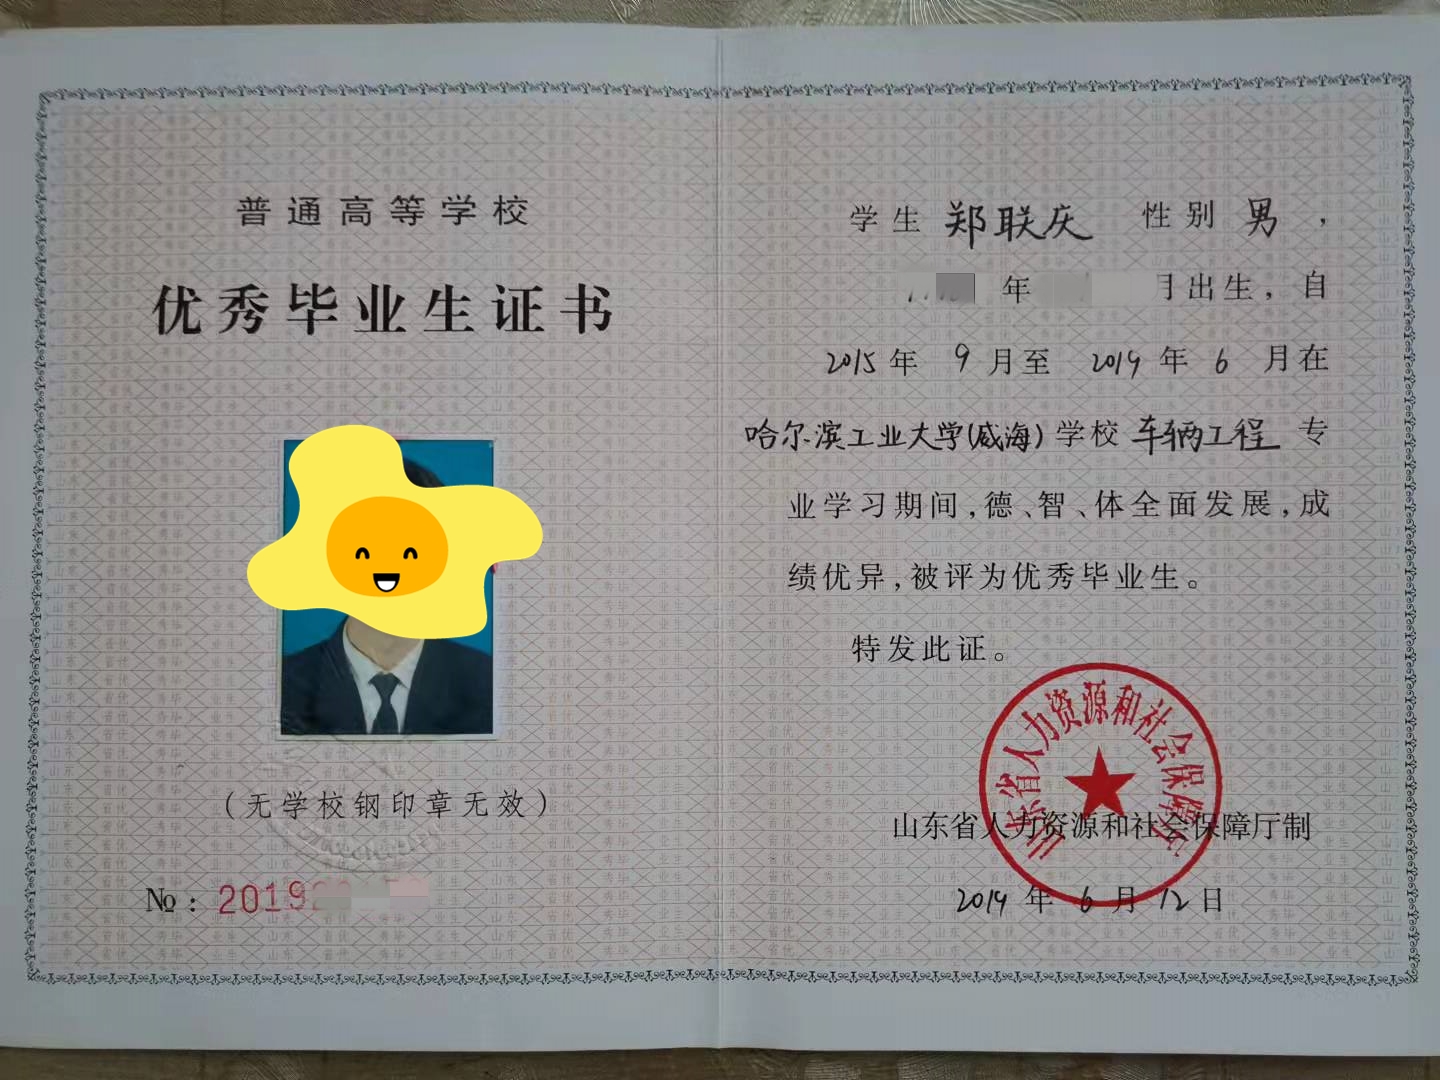 普通高等学校
优秀毕业生证书
(无学校钢印章无效)
№：20192
学生 郑联庆 性别 男，
年 月出生，自
2015 年 9 月至 2019 年 6 月在
哈尔滨工业大学(威海)学校 车辆工程 专
业学习期间,德、智、体全面发展,成
绩优异,被评为优秀毕业生。
特发此证。
山东省人力资源和社会保障厅
山东省人力资源和社会保障厅制
2019 年 6 月 12 日